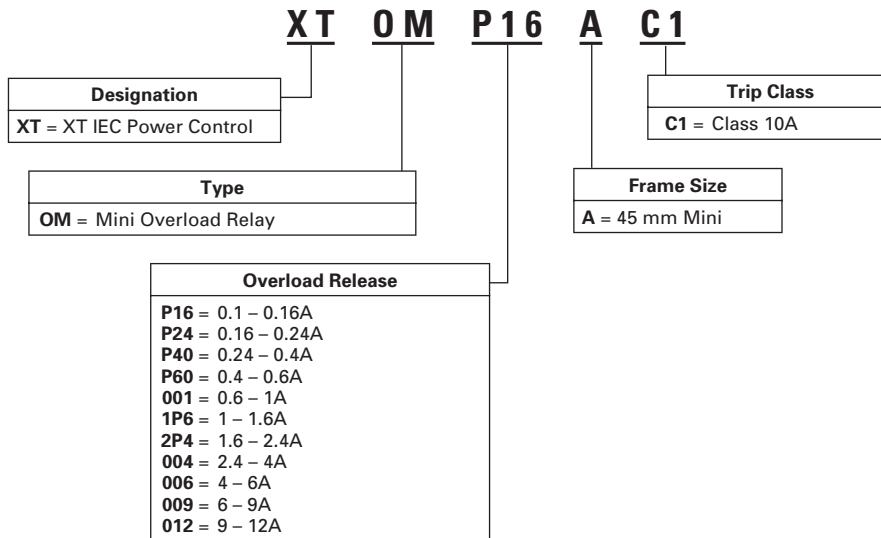 XT OM P16 A C1
Designation
XT = XT IEC Power Control
Trip Class
C1 = Class 10A
Type
OM = Mini Overload Relay
Frame Size
A = 45 mm Mini
Overload Release
P16 = 0.1 – 0.16A
P24 = 0.16 – 0.24A
P40 = 0.24 – 0.4A
P60 = 0.4 – 0.6A
001 = 0.6 – 1A
1P6 = 1 – 1.6A
2P4 = 1.6 – 2.4A
004 = 2.4 – 4A
006 = 4 – 6A
009 = 6 – 9A
012 = 9 – 12A